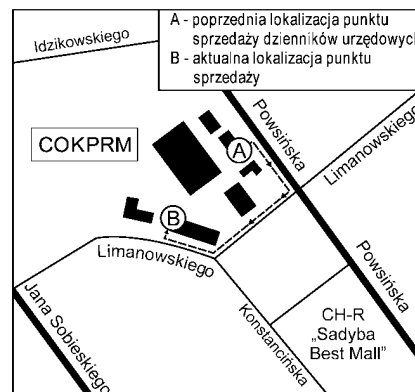 A - poprzednia lokalizacja punktu
sprzedaży dzienników urzędowych
B - aktualna lokalizacja punktu
sprzedaży
Idzikowskiego
COKPRM
A
Powsińska
Limanowskiego
B
Limanowskiego
Powsińska
Jana Sobieskiego
Konstancińska
CH-R
„Sadyba
Best Mall”